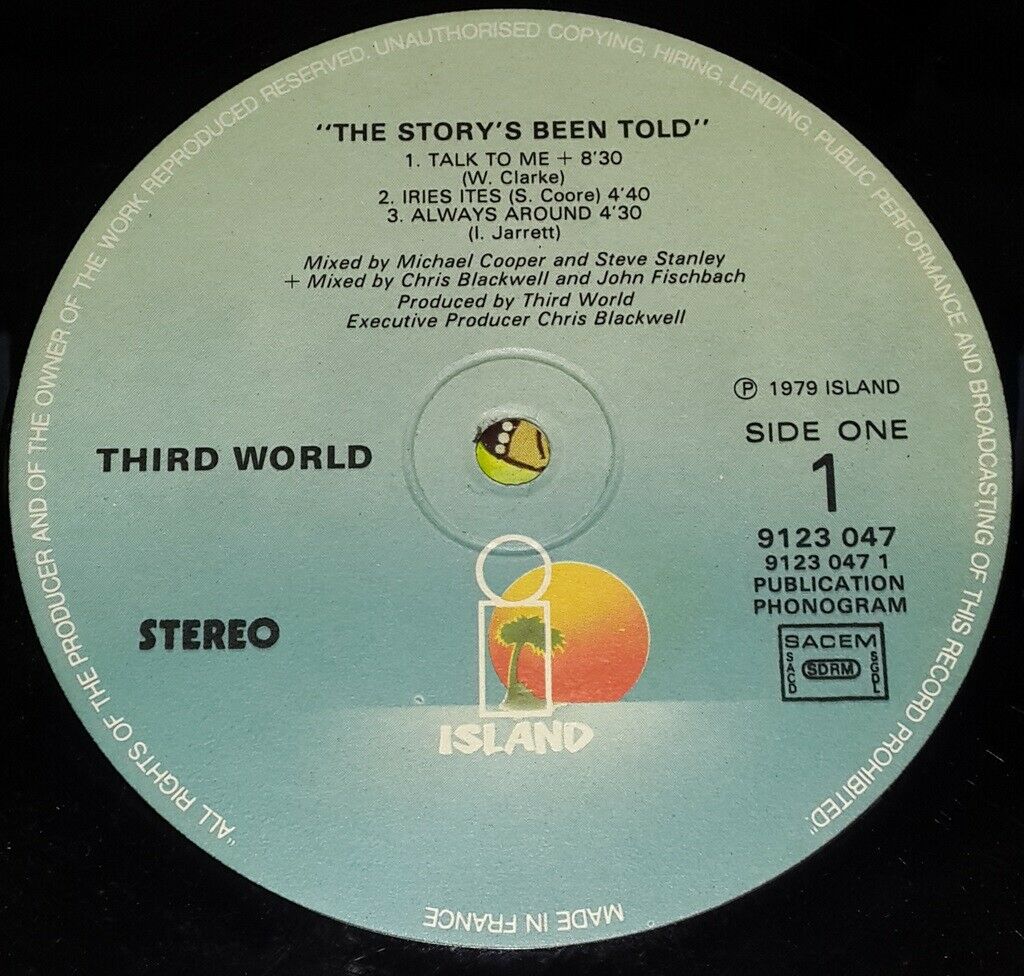 "ALL RIGHTS OF THE PRODUCER AND OF THE OWNER OF THE WORK REPRODUCED RESERVED. UNAUTHORISED COPYING, HIRING, LENDING, PUBLIC PERFORMANCE AND BROADCASTING OF THIS RECORD PROHIBITED."
"THE STORY'S BEEN TOLD"
1. TALK TO ME + 8'30
(W. Clarke)
2. IRIES ITES (S. Coore) 4'40
3. ALWAYS AROUND 4'30
(I. Jarrett)
Mixed by Michael Cooper and Steve Stanley
+ Mixed by Chris Blackwell and John Fischbach
Produced by Third World
Executive Producer Chris Blackwell
Ⓟ 1979 ISLAND
SIDE ONE
1
THIRD WORLD
9123 047
9123 047 1
PUBLICATION
PHONOGRAM
STEREO
SACEM
SACD
SDRM
SGDL
i
ISLAND
MADE IN FRANCE